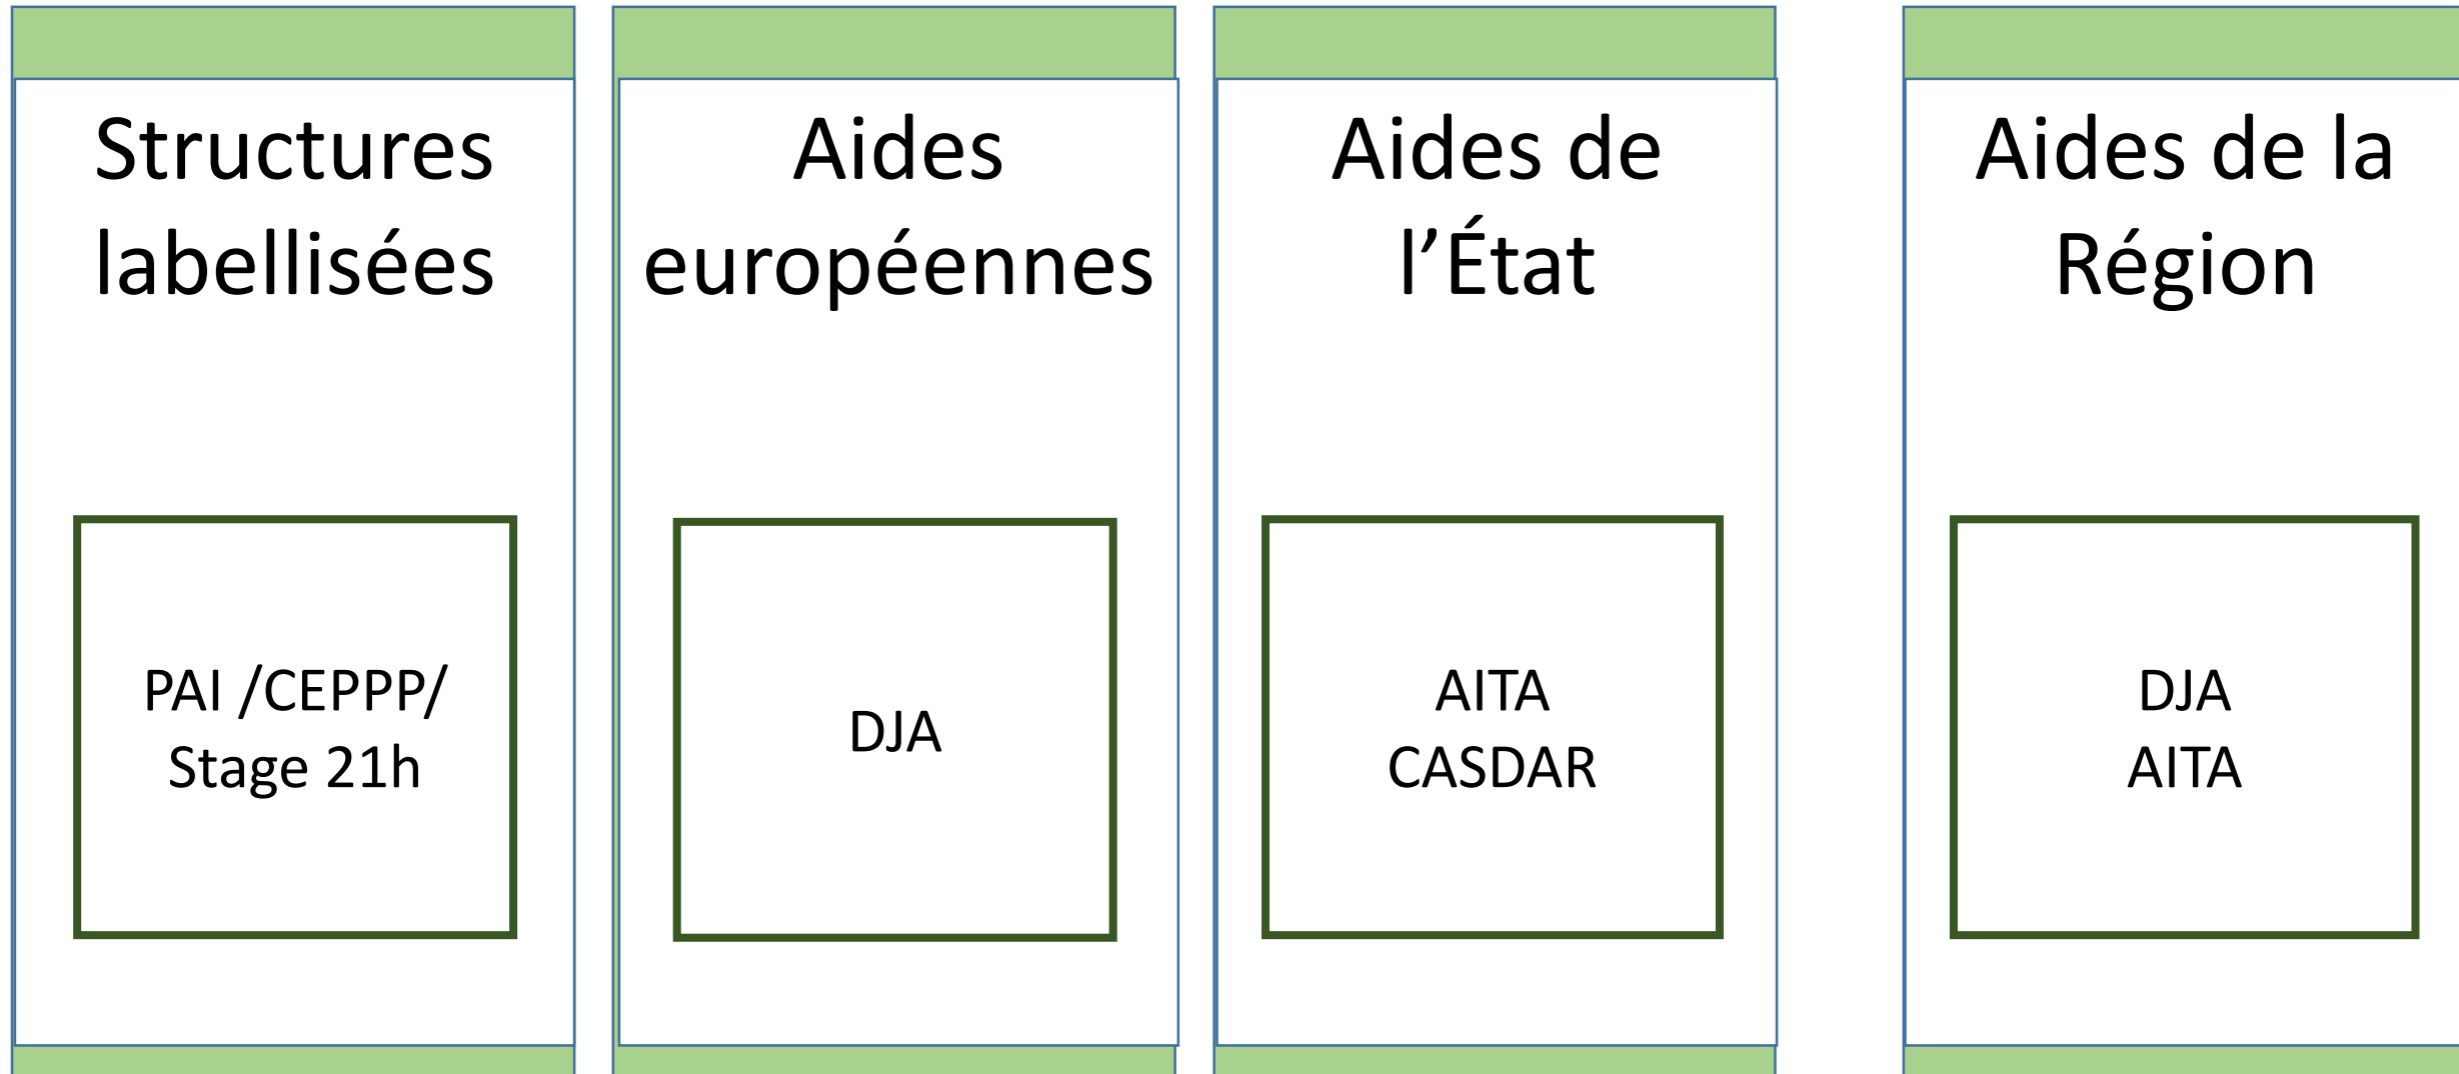 Structures
labellisées
PAI /CEPPP/
Stage 21h
Aides
européennes
DJA
Aides de
l’État
AITA
CASDAR
Aides de la
Région
DJA
AITA